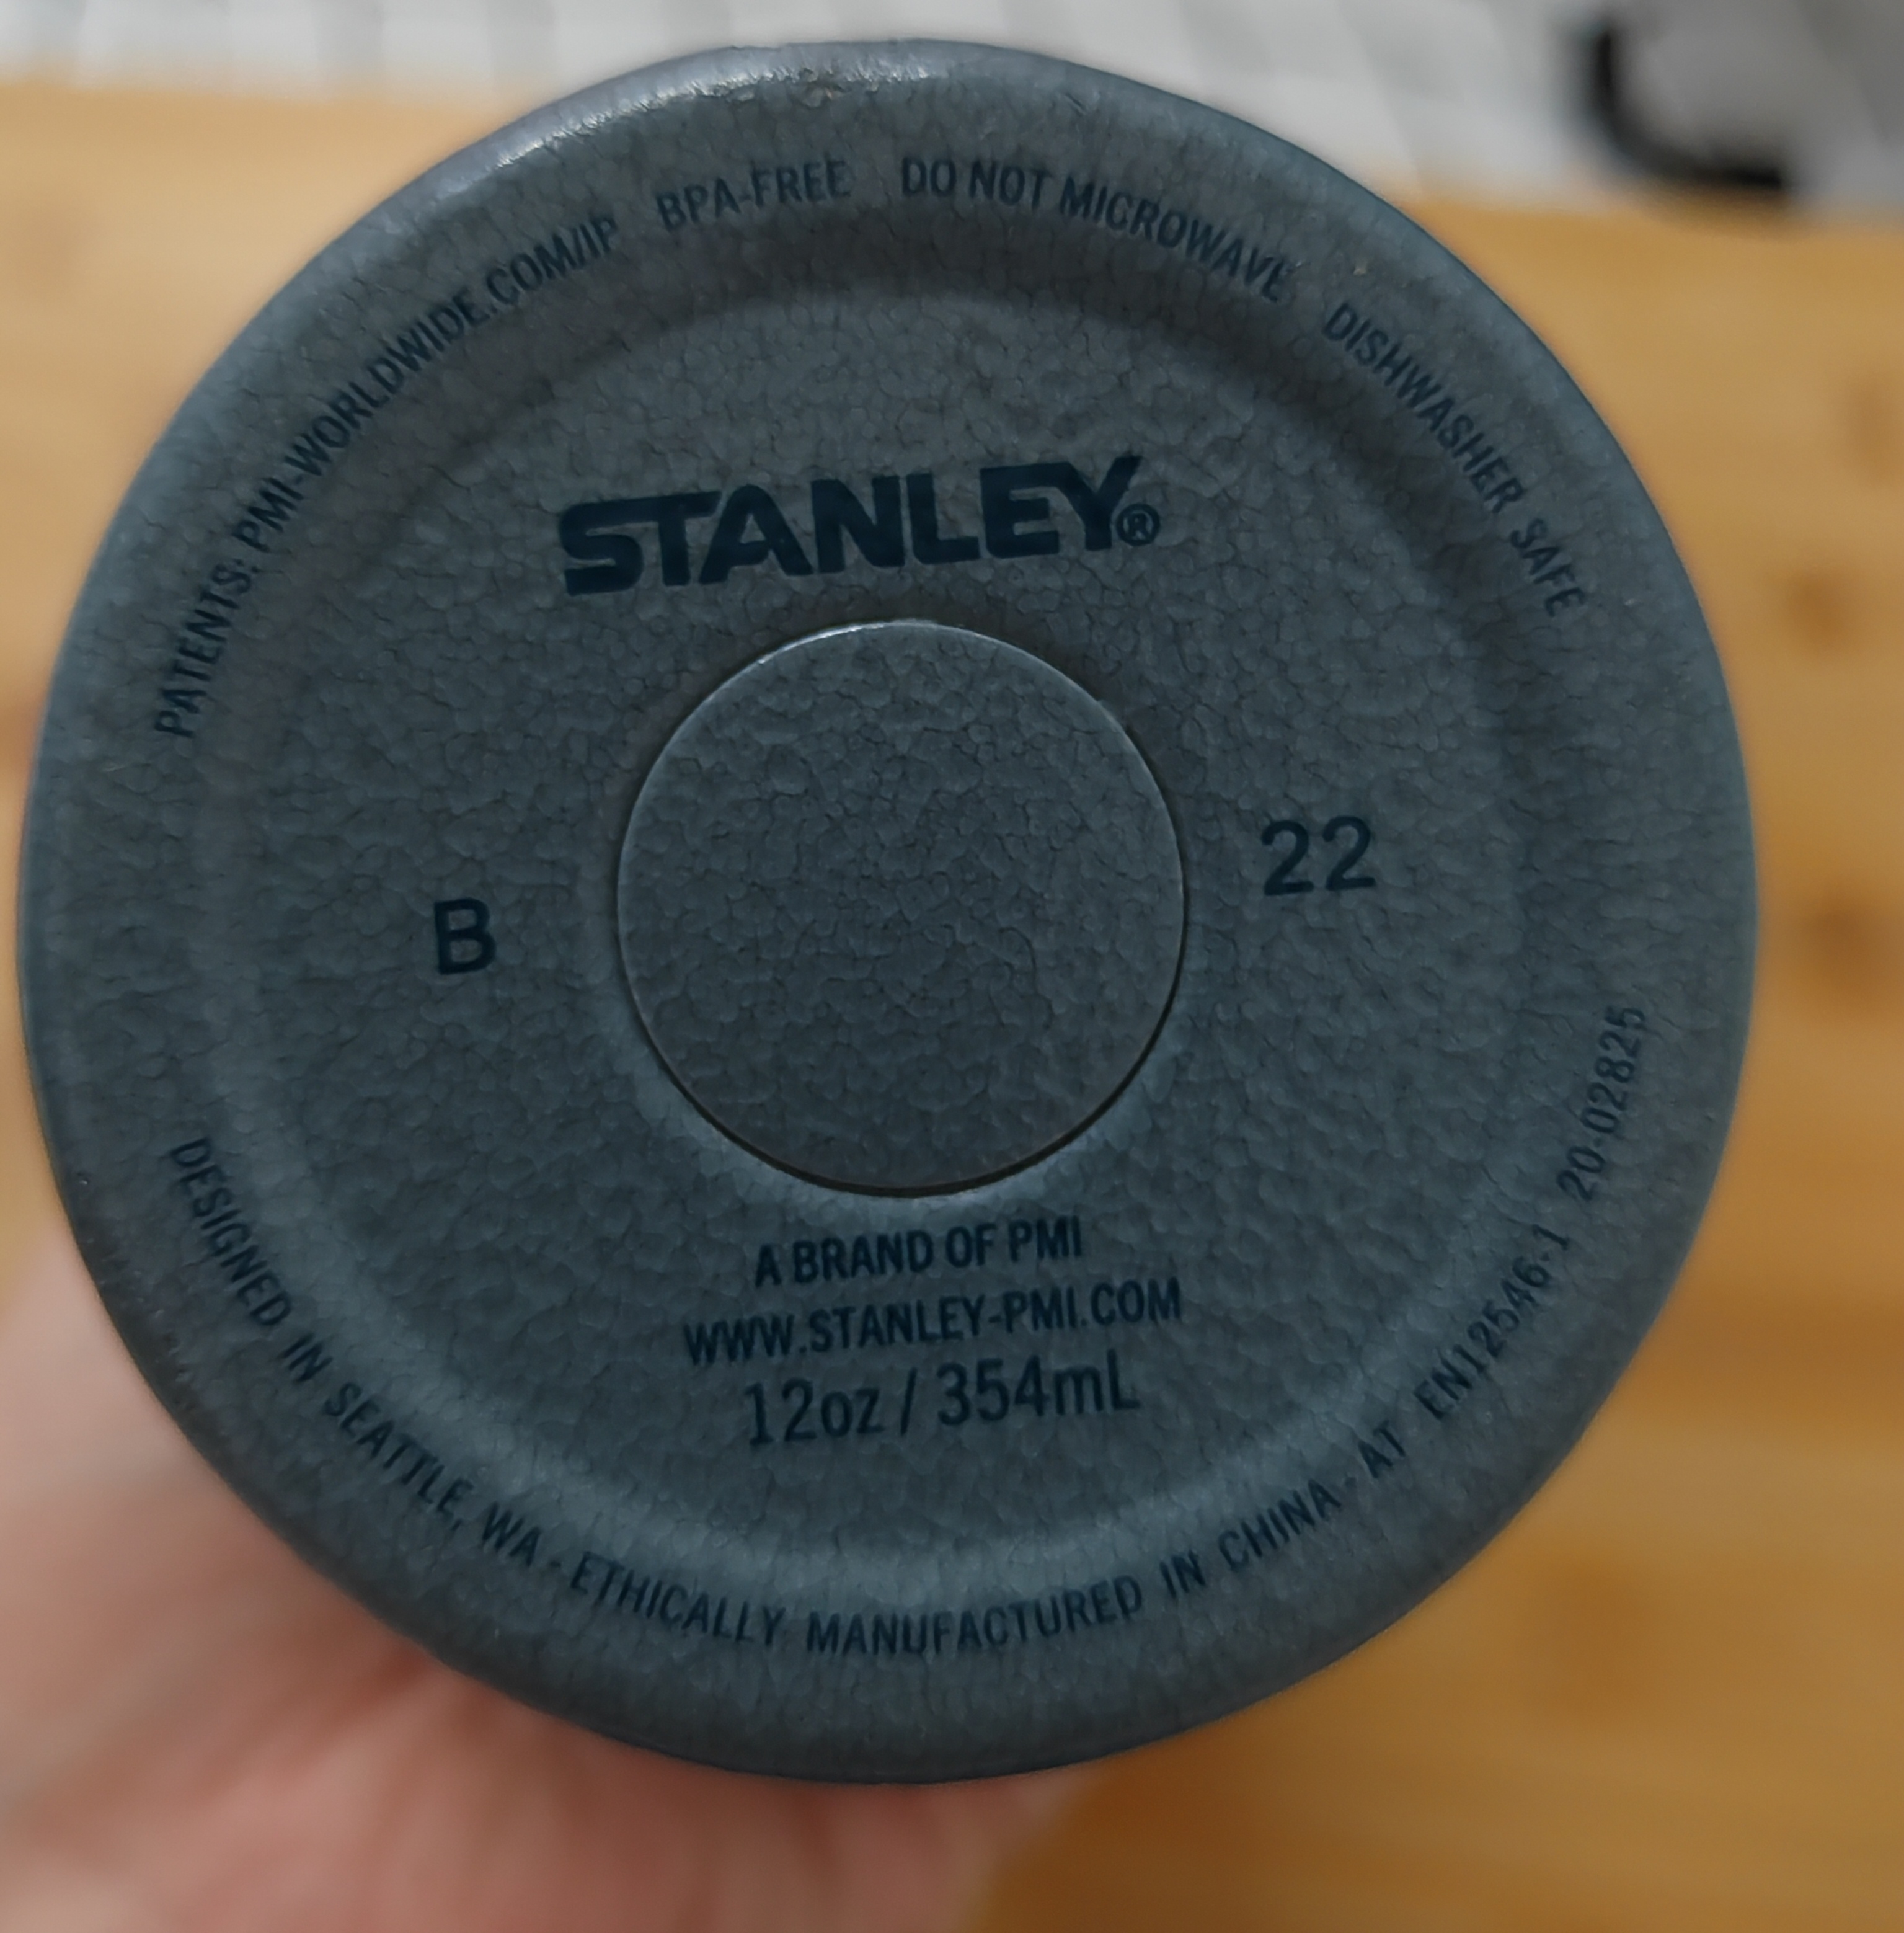 PATENTS: PMI-WORLDWIDE.COM/IP BPA-FREE DO NOT MICROWAVE DISHWASHER SAFE
STANLEY®
B 22
A BRAND OF PMI
WWW.STANLEY-PMI.COM
12oz / 354mL
DESIGNED IN SEATTLE, WA - ETHICALLY MANUFACTURED IN CHINA - AT EN12546-1 20-02825